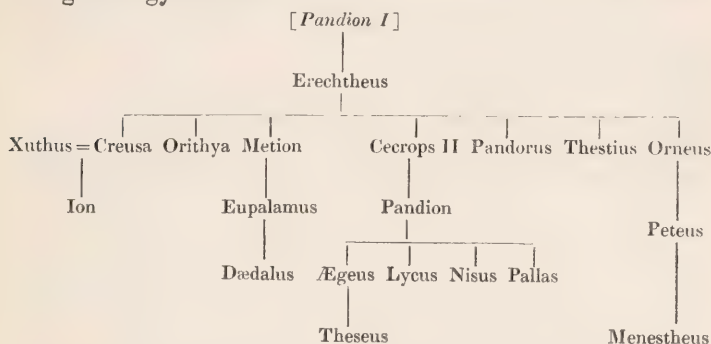 [Pandion I]
Erechtheus
Xuthus = Creusa Orithya Metion Cecrops II Pandorus Thestius Orneus
Ion Eupalamus Pandion
Peteus
Dædalus Ægeus Lycus Nisus Pallas
Theseus Menestheus